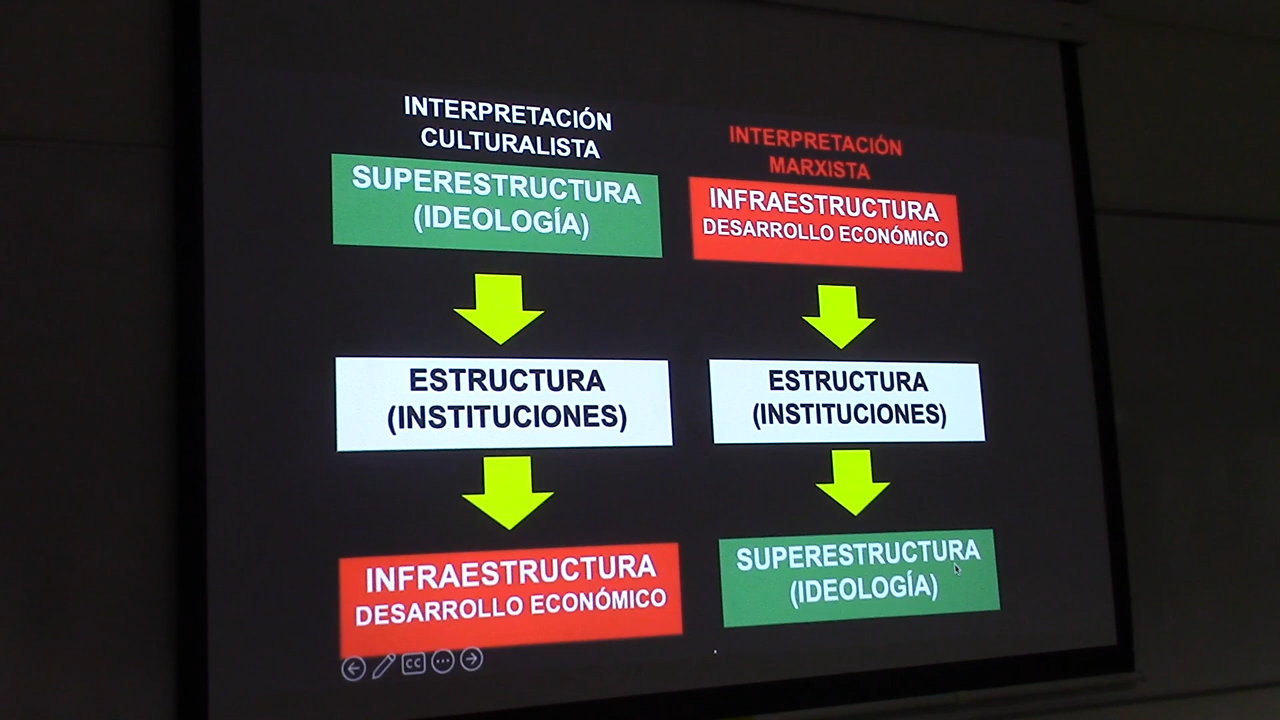 INTERPRETACIÓN
CULTURALISTA
SUPERESTRUCTURA
(IDEOLOGÍA)
ESTRUCTURA
(INSTITUCIONES)
INFRAESTRUCTURA
DESARROLLO ECONÓMICO
INTERPRETACIÓN
MARXISTA
INFRAESTRUCTURA
DESARROLLO ECONÓMICO
ESTRUCTURA
(INSTITUCIONES)
SUPERESTRUCTURA
(IDEOLOGÍA)
CC